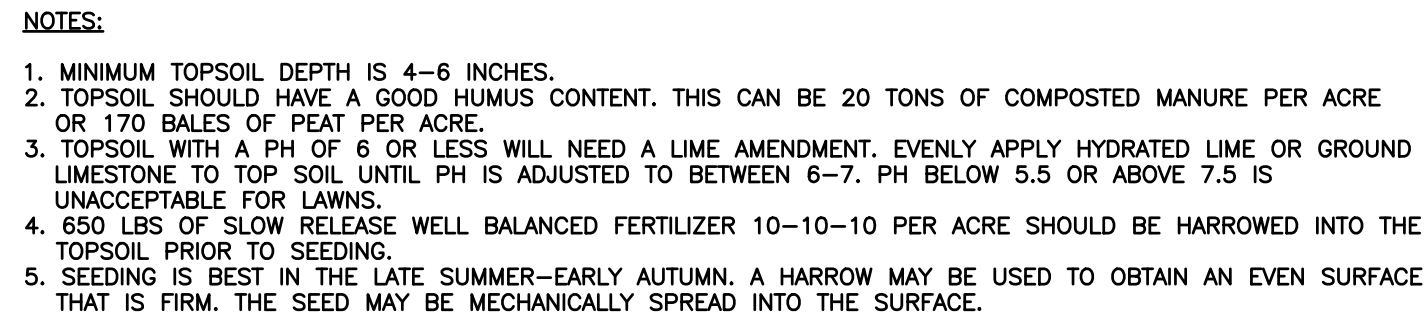 NOTES:
1. MINIMUM TOPSOIL DEPTH IS 4–6 INCHES.
2. TOPSOIL SHOULD HAVE A GOOD HUMUS CONTENT. THIS CAN BE 20 TONS OF COMPOSTED MANURE PER ACRE
OR 170 BALES OF PEAT PER ACRE.
3. TOPSOIL WITH A PH OF 6 OR LESS WILL NEED A LIME AMENDMENT. EVENLY APPLY HYDRATED LIME OR GROUND
LIMESTONE TO TOP SOIL UNTIL PH IS ADJUSTED TO BETWEEN 6–7. PH BELOW 5.5 OR ABOVE 7.5 IS
UNACCEPTABLE FOR LAWNS.
4. 650 LBS OF SLOW RELEASE WELL BALANCED FERTILIZER 10–10–10 PER ACRE SHOULD BE HARROWED INTO THE
TOPSOIL PRIOR TO SEEDING.
5. SEEDING IS BEST IN THE LATE SUMMER–EARLY AUTUMN. A HARROW MAY BE USED TO OBTAIN AN EVEN SURFACE
THAT IS FIRM. THE SEED MAY BE MECHANICALLY SPREAD INTO THE SURFACE.